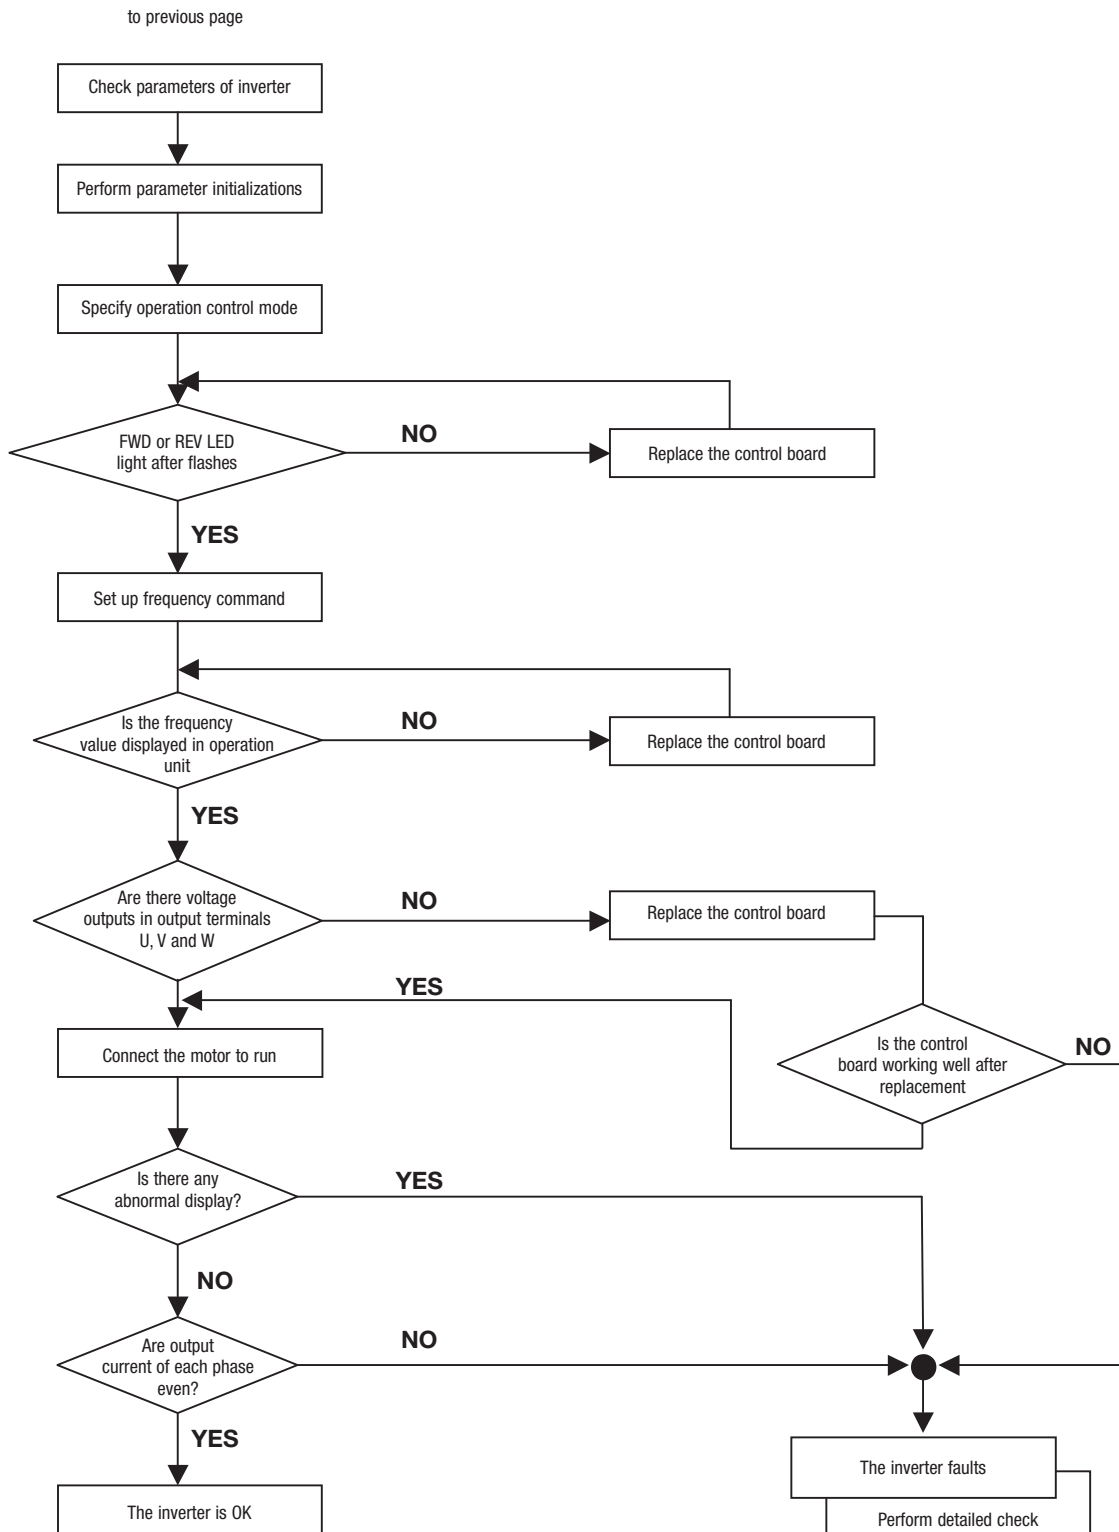 to previous page
Check parameters of inverter
Perform parameter initializations
Specify operation control mode
FWD or REV LED
light after flashes
NO
Replace the control board
YES
Set up frequency command
Is the frequency
value displayed in operation
unit
NO
Replace the control board
YES
Are there voltage
outputs in output terminals
U, V and W
NO
Replace the control board
YES
Is the control
board working well after
replacement
NO
Connect the motor to run
Is there any
abnormal display?
YES
NO
Are output
current of each phase
even?
NO
YES
The inverter is OK
The inverter faults
Perform detailed check